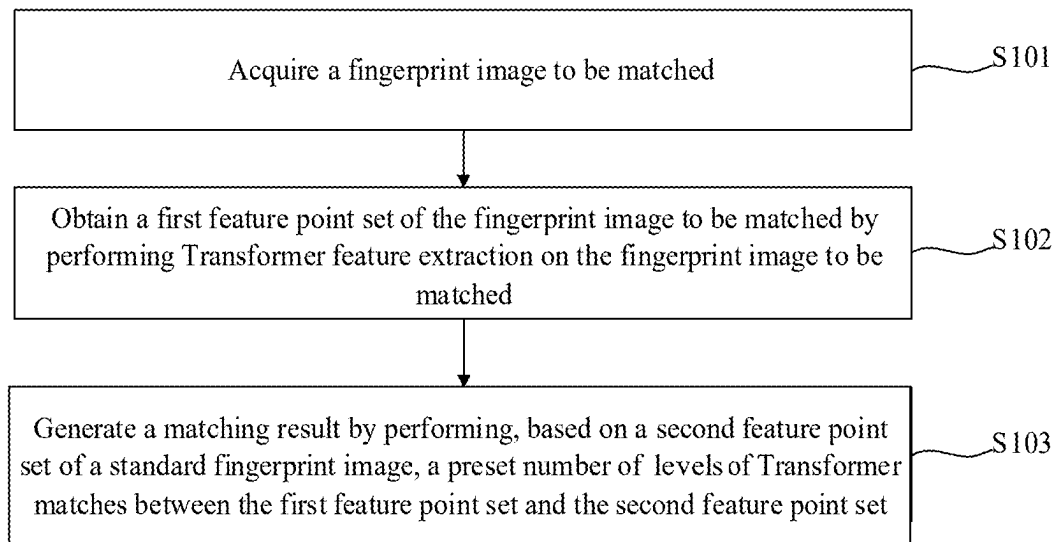 Acquire a fingerprint image to be matched
S101
Obtain a first feature point set of the fingerprint image to be matched by
performing Transformer feature extraction on the fingerprint image to be
matched
S102
Generate a matching result by performing, based on a second feature point
set of a standard fingerprint image, a preset number of levels of Transformer
matches between the first feature point set and the second feature point set
S103